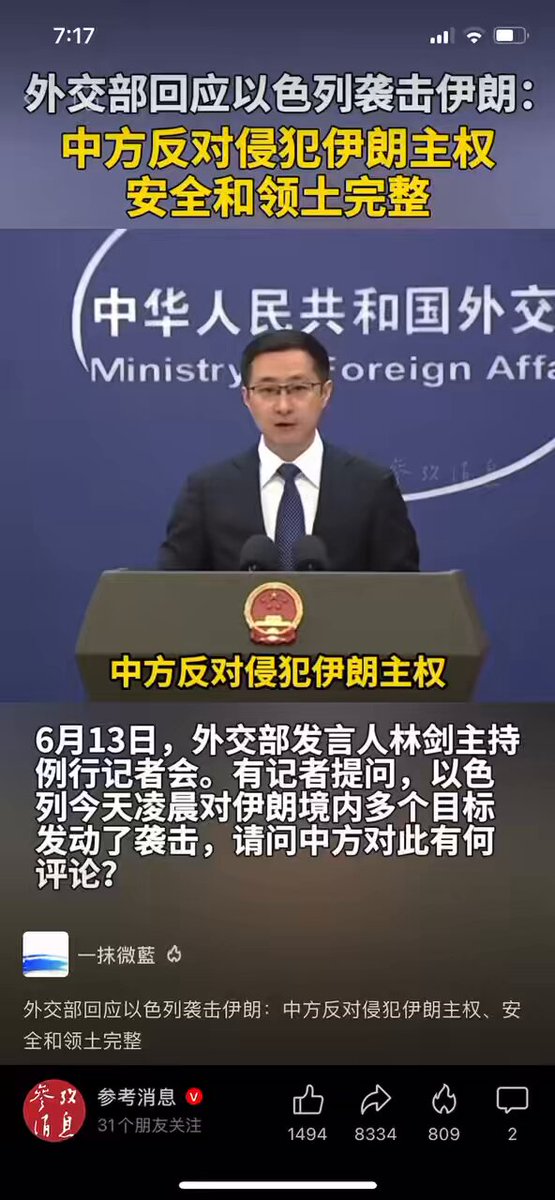 7:17
外交部回应以色列袭击伊朗：
中方反对侵犯伊朗主权
安全和领土完整
中华人民共和国外交
Ministry Foreign Affa
参考消息
中方反对侵犯伊朗主权
6月13日，外交部发言人林剑主持
例行记者会。有记者提问，以色
列今天凌晨对伊朗境内多个目标
发动了袭击，请问中方对此有何
评论？
一抹微藍
外交部回应以色列袭击伊朗：中方反对侵犯伊朗主权、安
全和领土完整
参考消息
参考消息
31个朋友关注
1494
8334
809
2